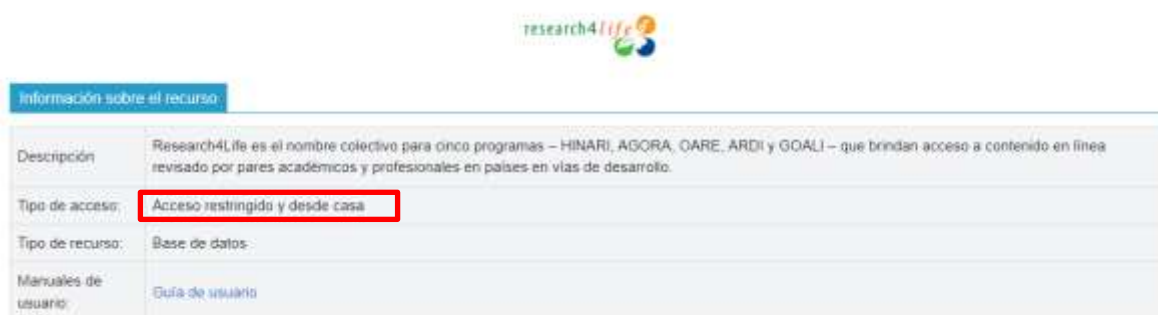 research4life
Información sobre el recurso
Descripción
Research4Life es el nombre colectivo para cinco programas – HINARI, AGORA, OARE, ARDI y GOALI – que brindan acceso a contenido en línea
revisado por pares académicos y profesionales en países en vías de desarrollo.
Tipo de acceso:
Acceso restringido y desde casa
Tipo de recurso:
Base de datos
Manuales de
usuario:
Guía de usuario